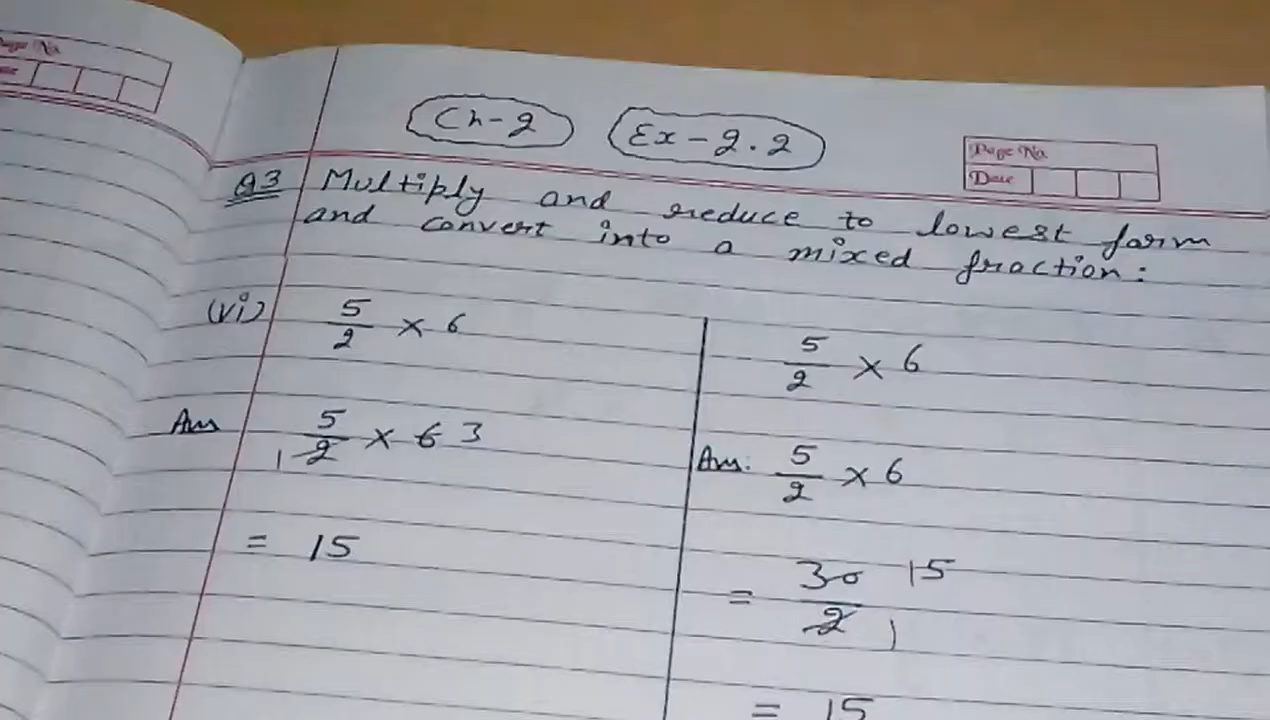 Page No.
Date
Ch-2 Ex-2.2
Page No.
Date
Q3 Multiply and reduce to lowest form
and convert into a mixed fraction:
(vi) 5/2 × 6
Ans 5/2 × 6 3
1
= 15
5/2 × 6
Ans: 5/2 × 6
= 30/2 15
1
= 15